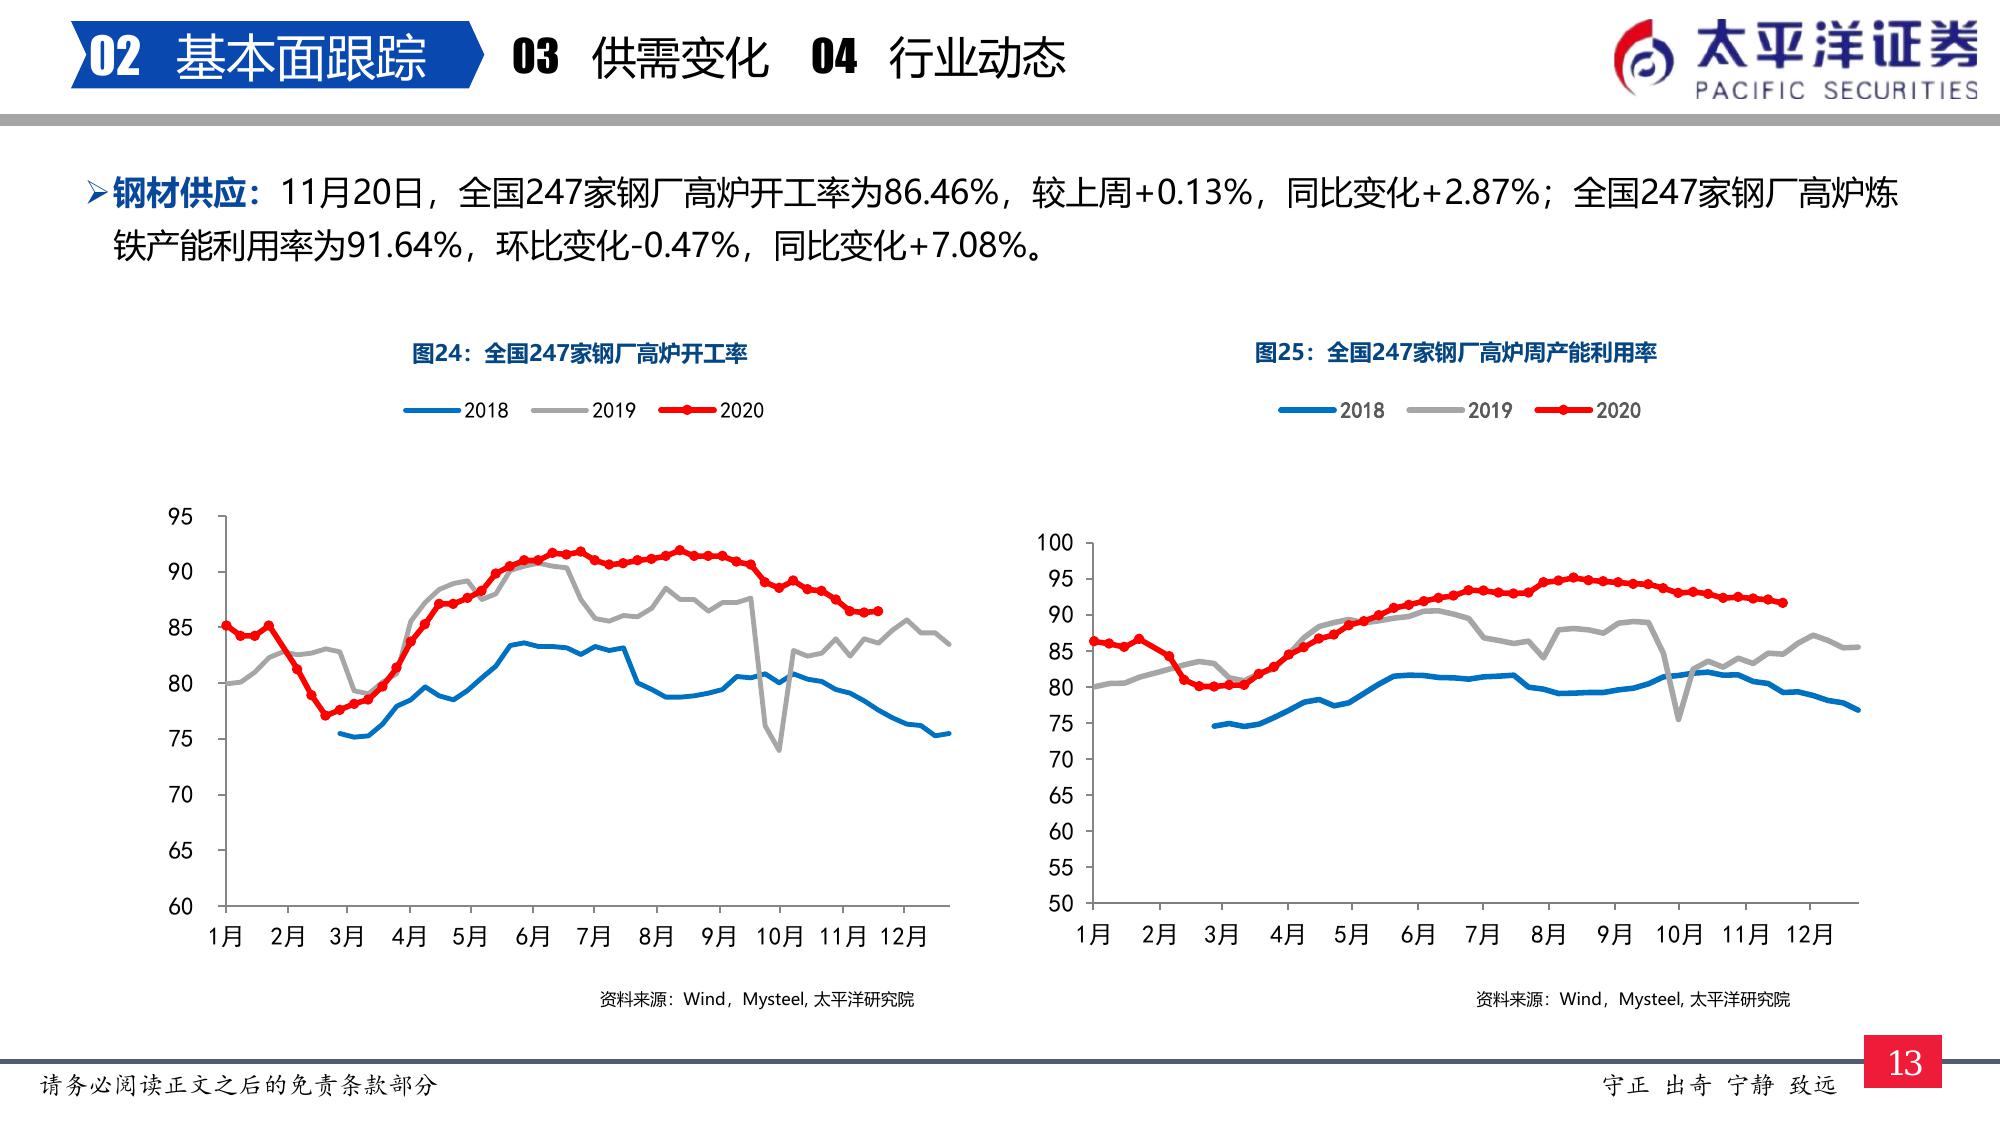 02 基本面跟踪 03 供需变化 04 行业动态
太平洋证券
PACIFIC SECURITIES
➢钢材供应：11月20日，全国247家钢厂高炉开工率为86.46%，较上周+0.13%，同比变化+2.87%；全国247家钢厂高炉炼
铁产能利用率为91.64%，环比变化-0.47%，同比变化+7.08%。
图24：全国247家钢厂高炉开工率
2018 2019 2020
95
90
85
80
75
70
65
60
1月 2月 3月 4月 5月 6月 7月 8月 9月 10月 11月 12月
资料来源：Wind，Mysteel, 太平洋研究院
图25：全国247家钢厂高炉周产能利用率
2018 2019 2020
100
95
90
85
80
75
70
65
60
55
50
1月 2月 3月 4月 5月 6月 7月 8月 9月 10月 11月 12月
资料来源：Wind，Mysteel, 太平洋研究院
请务必阅读正文之后的免责条款部分
守正 出奇 宁静 致远
13